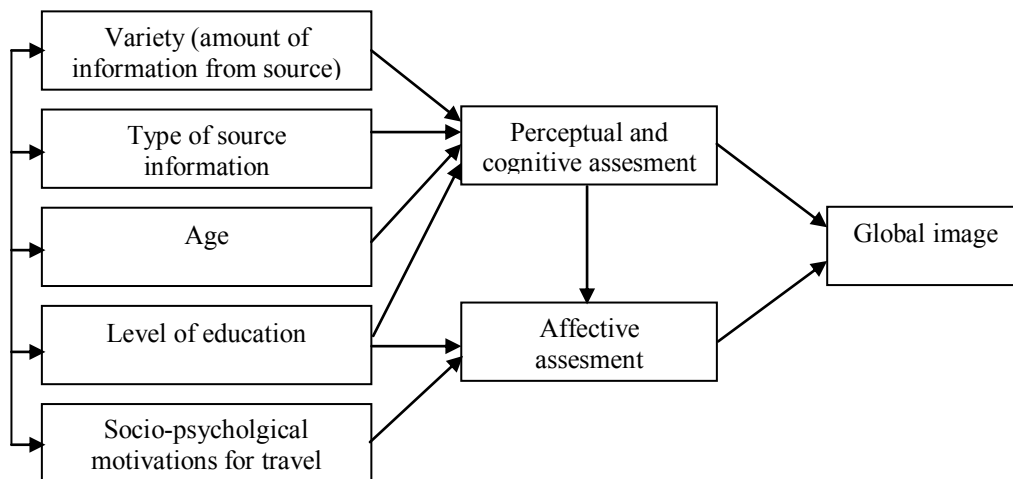 Variety (amount of
information from source)
Type of source
information
Age
Level of education
Socio-psycholgical
motivations for travel
Perceptual and
cognitive assesment
Affective
assesment
Global image